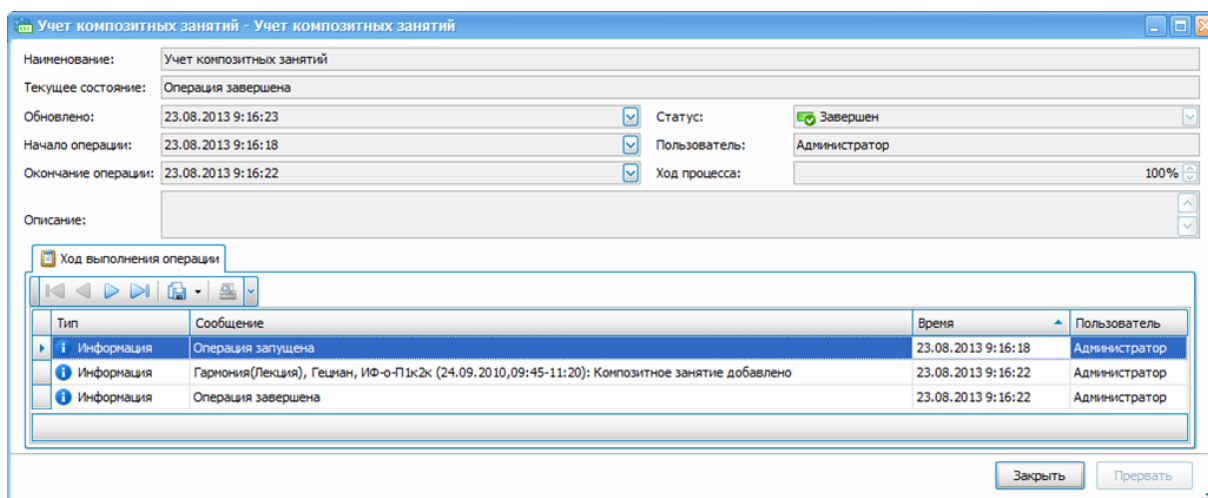 Учет композитных занятий - Учет композитных занятий
Наименование: Учет композитных занятий
Текущее состояние: Операция завершена
Обновлено: 23.08.2013 9:16:23 Статус: Завершен
Начало операции: 23.08.2013 9:16:18 Пользователь: Администратор
Окончание операции: 23.08.2013 9:16:22 Ход процесса: 100%
Описание:
Ход выполнения операции
Тип Сообщение Время Пользователь
Информация Операция запущена 23.08.2013 9:16:18 Администратор
Информация Гармония(Лекция), Гецман, ИФ-о-П1к2к (24.09.2010,09:45-11:20): Композитное занятие добавлено 23.08.2013 9:16:22 Администратор
Информация Операция завершена 23.08.2013 9:16:22 Администратор
Закрыть Прервать